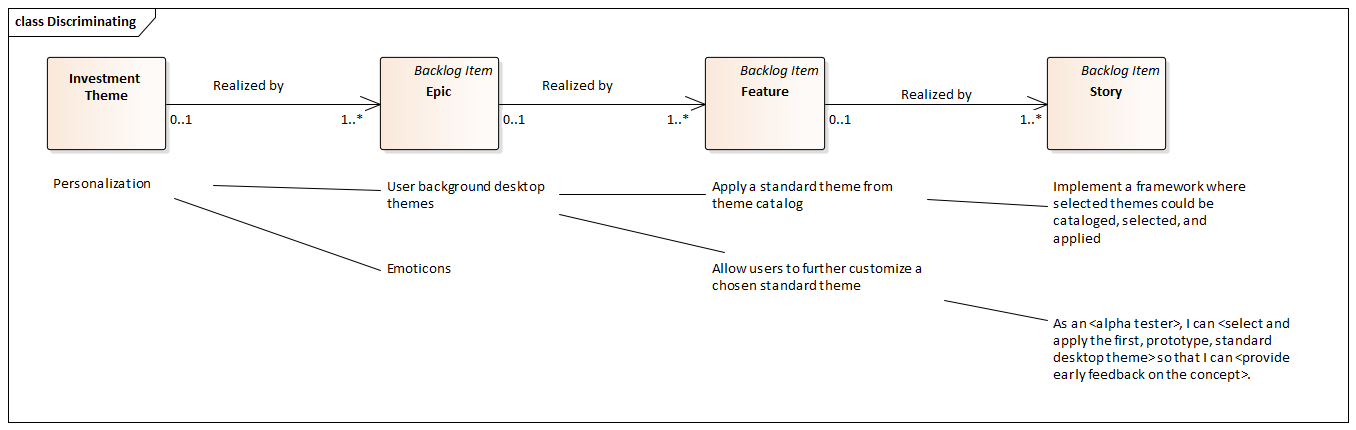 class Discriminating
Investment
Theme
Realized by
0..1
1..*
Backlog Item
Epic
Realized by
0..1
1..*
Backlog Item
Feature
Realized by
0..1
1..*
Backlog Item
Story
Personalization
User background desktop
themes
Emoticons
Apply a standard theme from
theme catalog
Allow users to further customize a
chosen standard theme
Implement a framework where
selected themes could be
cataloged, selected, and
applied
As an <alpha tester>, I can <select and
apply the first, prototype, standard
desktop theme> so that I can <provide
early feedback on the concept>.